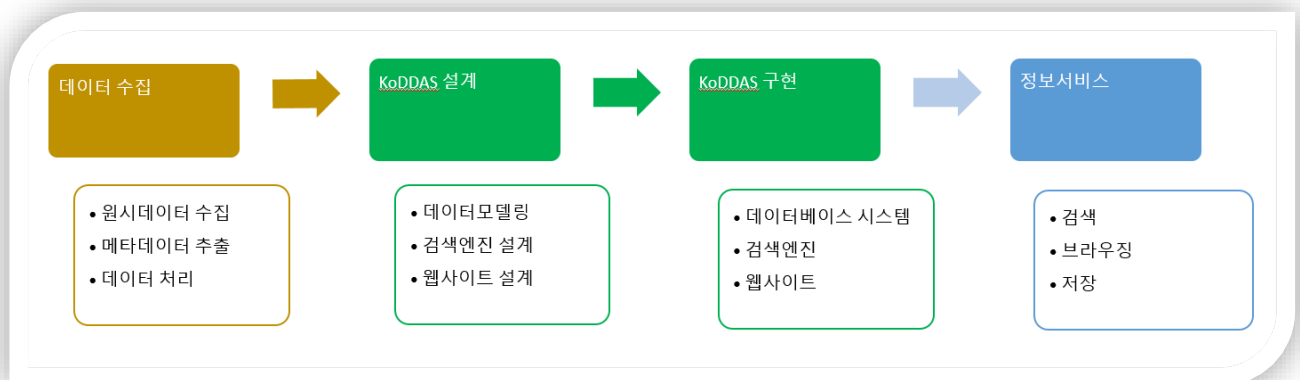 데이터 수집
• 원시데이터 수집
• 메타데이터 추출
• 데이터 처리
KoDDAS 설계
• 데이터모델링
• 검색엔진 설계
• 웹사이트 설계
KoDDAS 구현
• 데이터베이스 시스템
• 검색엔진
• 웹사이트
정보서비스
• 검색
• 브라우징
• 저장